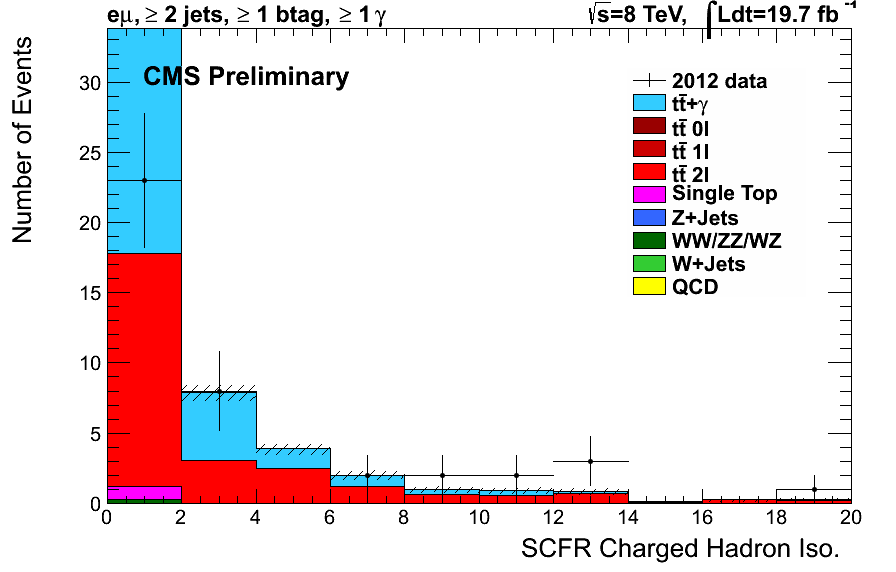 eμ, ≥ 2 jets, ≥ 1 btag, ≥ 1 γ
√s=8 TeV, ∫Ldt=19.7 fb⁻¹
CMS Preliminary
2012 data
tt̄+γ
tt̄ 0l
tt̄ 1l
tt̄ 2l
Single Top
Z+Jets
WW/ZZ/WZ
W+Jets
QCD
Number of Events
30
25
20
15
10
5
0
0 2 4 6 8 10 12 14 16 18 20
SCFR Charged Hadron Iso.